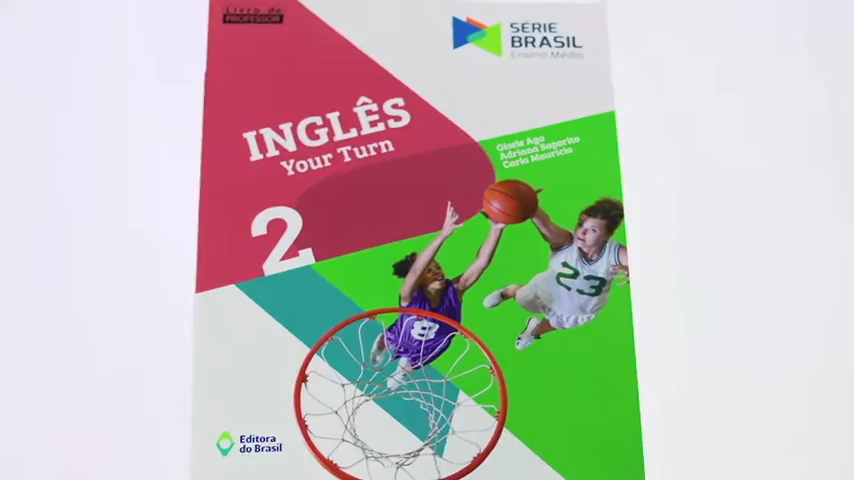 Livro do
PROFESSOR
SÉRIE
BRASIL
Ensino Médio
INGLÊS
Your Turn
Gisele Aga
Adriana Saporito
Carla Maurício
2
23
8
Editora
do Brasil